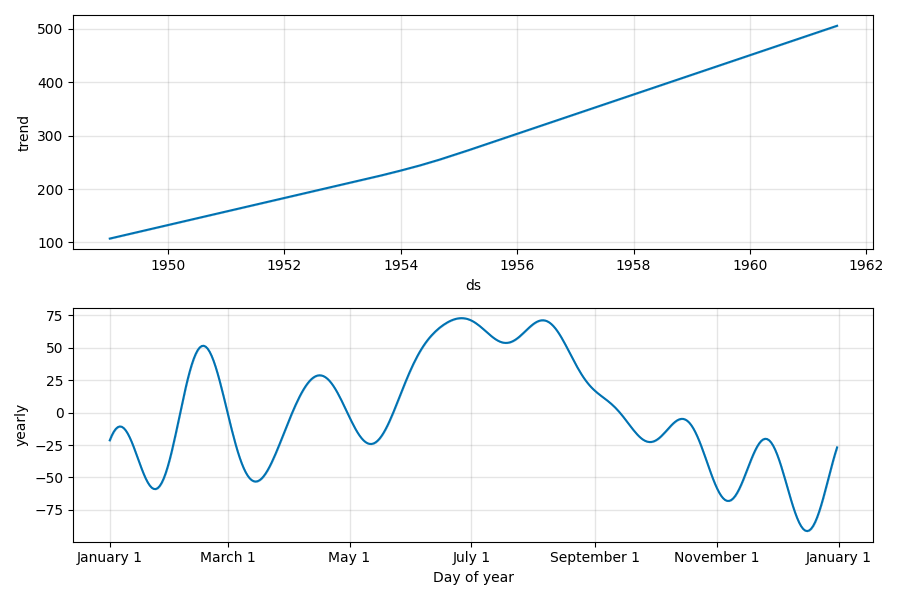 500
400
300
200
100
trend
1950 1952 1954 1956 1958 1960 1962
ds
75
50
25
0
−25
−50
−75
yearly
January 1 March 1 May 1 July 1 September 1 November 1 January 1
Day of year